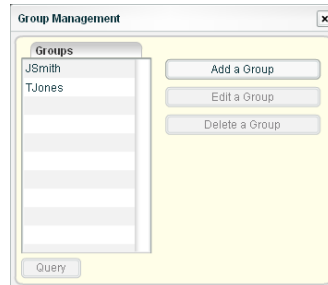 Group Management
Groups
JSmith
TJones
Add a Group
Edit a Group
Delete a Group
Query